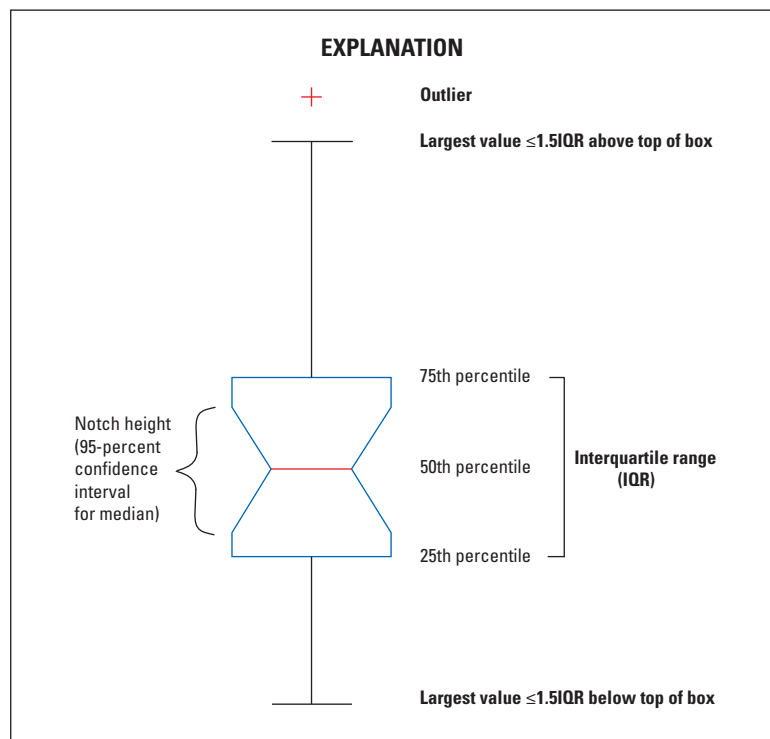 EXPLANATION
Outlier
Largest value ≤1.5IQR above top of box
75th percentile
Notch height
(95-percent
confidence
interval
for median)
50th percentile
Interquartile range
(IQR)
25th percentile
Largest value ≤1.5IQR below top of box